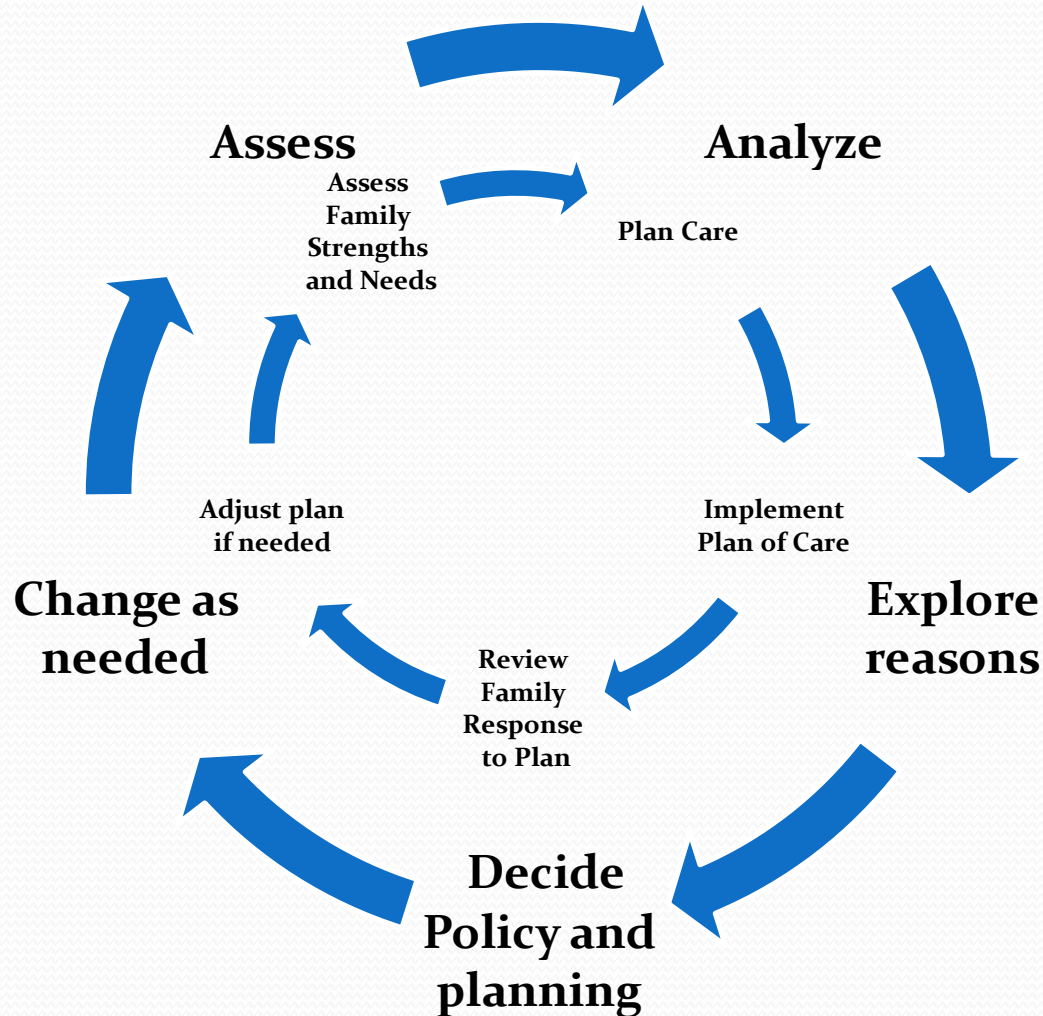 Assess
Analyze
Assess
Family
Strengths
and Needs
Plan Care
Adjust plan
if needed
Implement
Plan of Care
Change as
needed
Explore
reasons
Review
Family
Response
to Plan
Decide
Policy and
planning